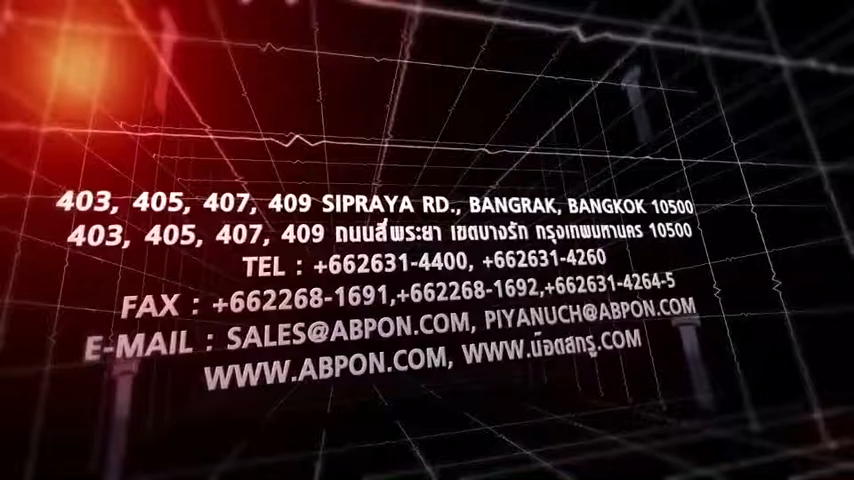 403, 405, 407, 409 SIPRAYA RD., BANGRAK, BANGKOK 10500
403, 405, 407, 409 ถนนสี่พระยา เขตบางรัก กรุงเทพมหานคร 10500
TEL : +662631-4400, +662631-4260
FAX : +662268-1691,+662268-1692,+662631-4264-5
E-MAIL : SALES@ABPON.COM, PIYANUCH@ABPON.COM
WWW.ABPON.COM, WWW.น๊อตสกรู.COM